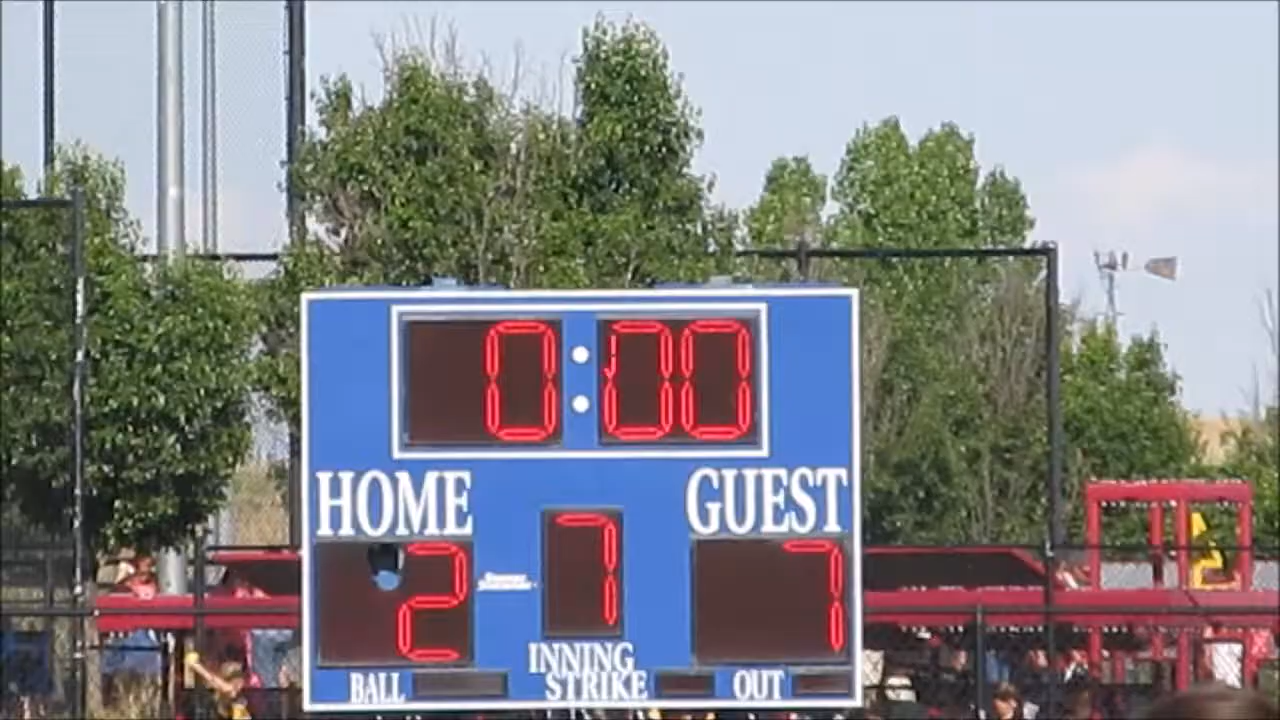 0:00
HOME GUEST
2 7 7
INNING
BALL STRIKE OUT